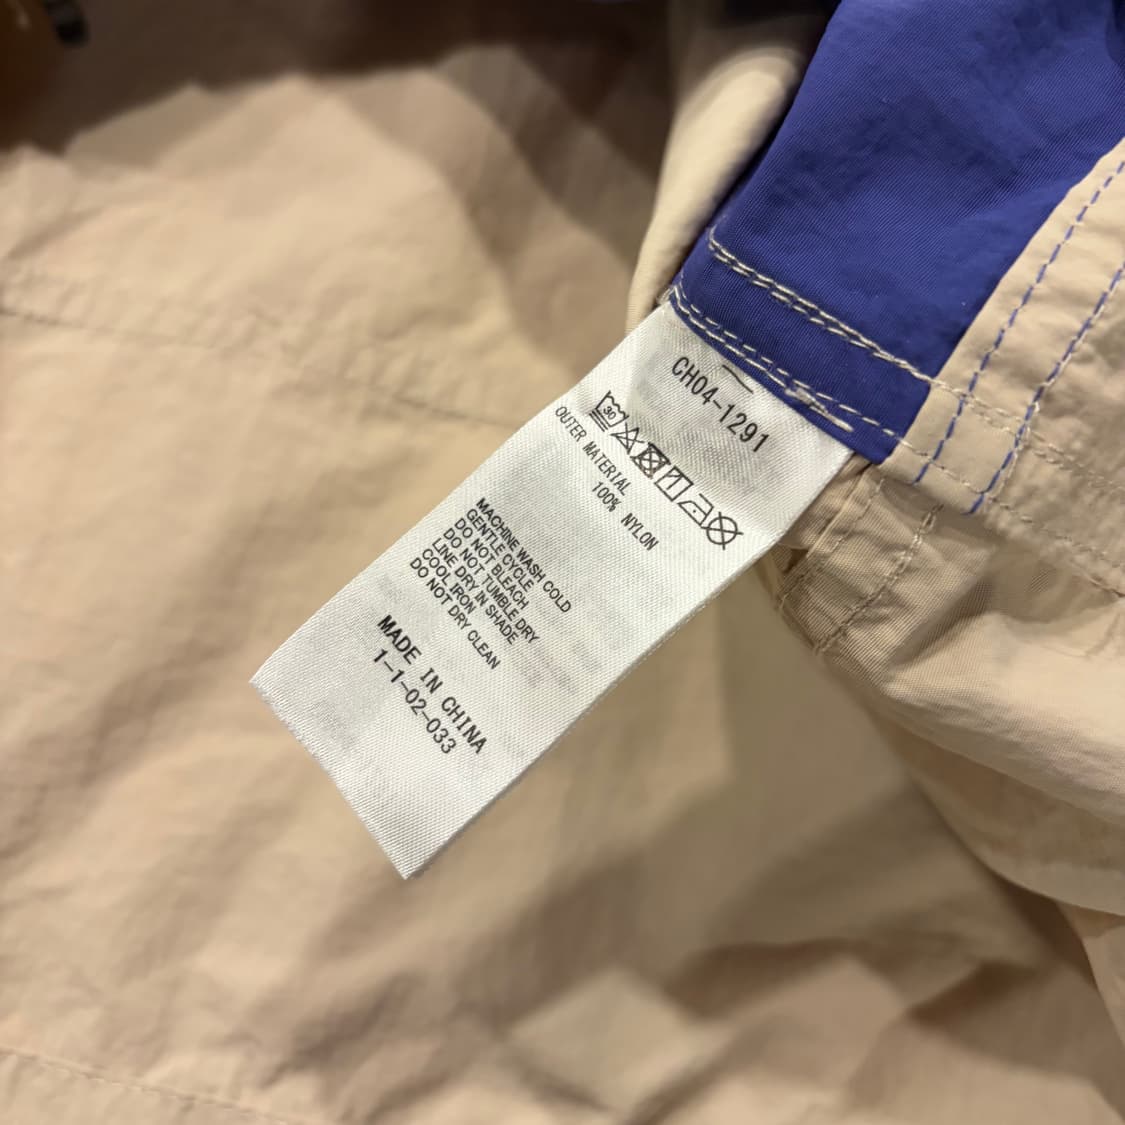 CH04-1291
30
OUTER MATERIAL
100% NYLON
MACHINE WASH COLD
GENTLE CYCLE
DO NOT BLEACH
DO NOT TUMBLE DRY
LINE DRY IN SHADE
COOL IRON
DO NOT DRY CLEAN
MADE IN CHINA
1-1-02-033